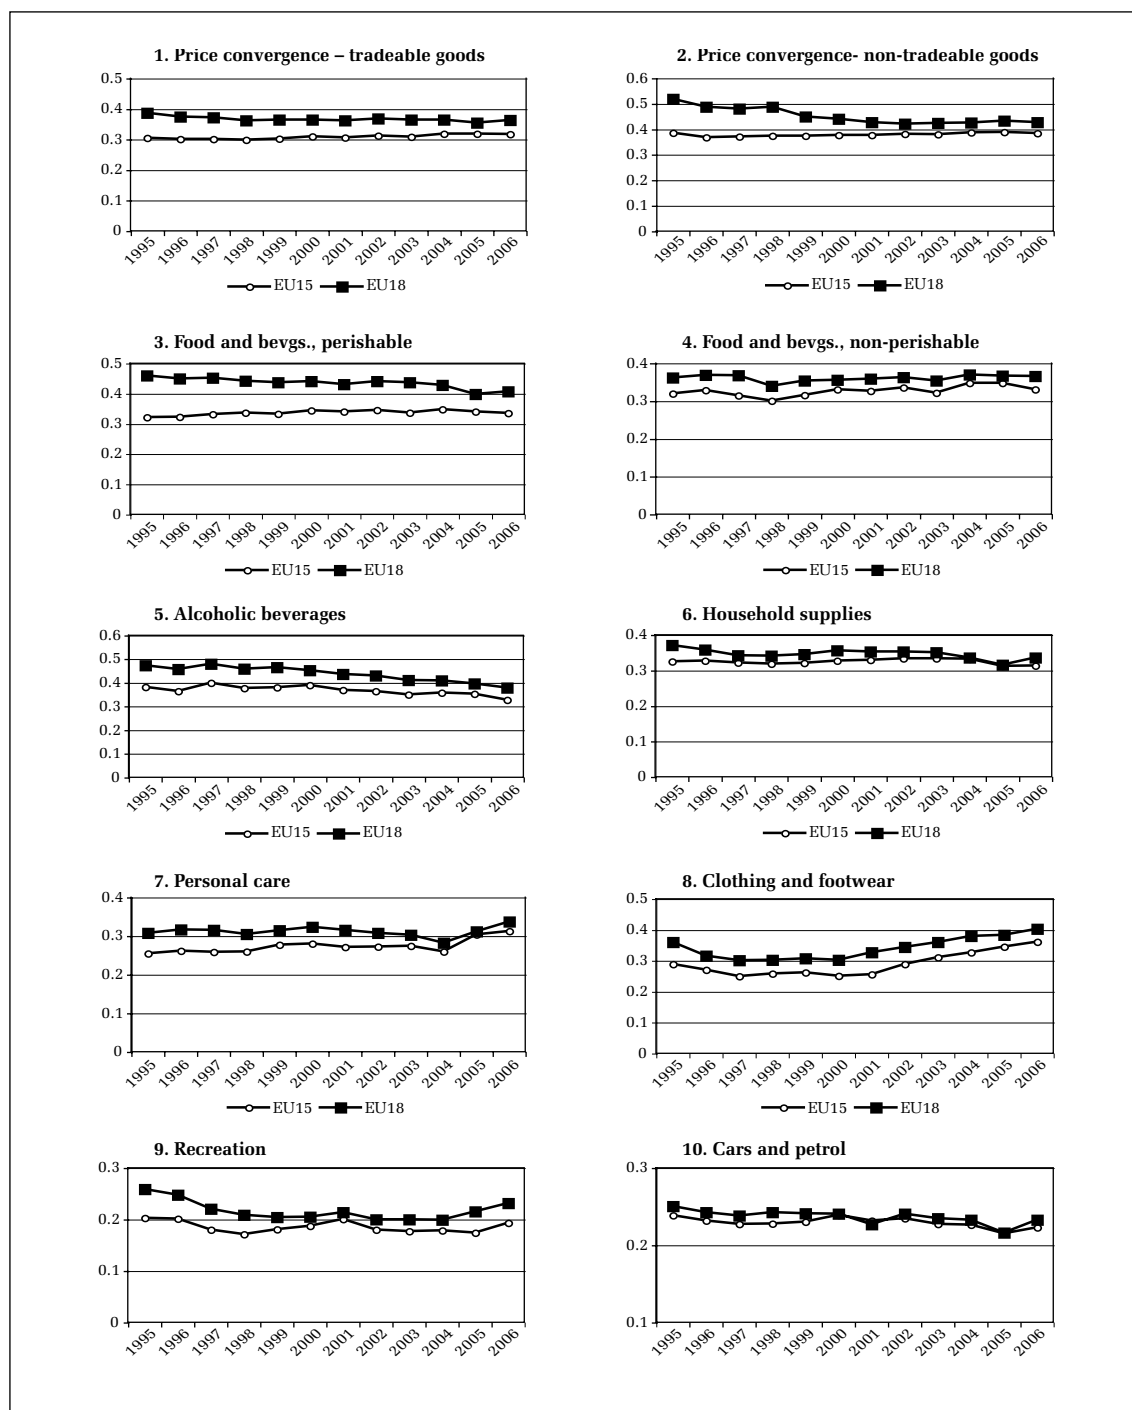 1. Price convergence – tradeable goods
0.5
0.4
0.3
0.2
0.1
0
1995 1996 1997 1998 1999 2000 2001 2002 2003 2004 2005 2006
EU15 EU18
2. Price convergence- non-tradeable goods
0.6
0.5
0.4
0.3
0.2
0.1
0
1995 1996 1997 1998 1999 2000 2001 2002 2003 2004 2005 2006
EU15 EU18
3. Food and bevgs., perishable
0.5
0.4
0.3
0.2
0.1
0
1995 1996 1997 1998 1999 2000 2001 2002 2003 2004 2005 2006
EU15 EU18
4. Food and bevgs., non-perishable
0.4
0.3
0.2
0.1
0
1995 1996 1997 1998 1999 2000 2001 2002 2003 2004 2005 2006
EU15 EU18
5. Alcoholic beverages
0.6
0.5
0.4
0.3
0.2
0.1
0
1995 1996 1997 1998 1999 2000 2001 2002 2003 2004 2005 2006
EU15 EU18
6. Household supplies
0.4
0.3
0.2
0.1
0
1995 1996 1997 1998 1999 2000 2001 2002 2003 2004 2005 2006
EU15 EU18
7. Personal care
0.4
0.3
0.2
0.1
0
1995 1996 1997 1998 1999 2000 2001 2002 2003 2004 2005 2006
EU15 EU18
8. Clothing and footwear
0.5
0.4
0.3
0.2
0.1
0
1995 1996 1997 1998 1999 2000 2001 2002 2003 2004 2005 2006
EU15 EU18
9. Recreation
0.3
0.2
0.1
0
1995 1996 1997 1998 1999 2000 2001 2002 2003 2004 2005 2006
10. Cars and petrol
0.3
0.2
0.1
1995 1996 1997 1998 1999 2000 2001 2002 2003 2004 2005 2006